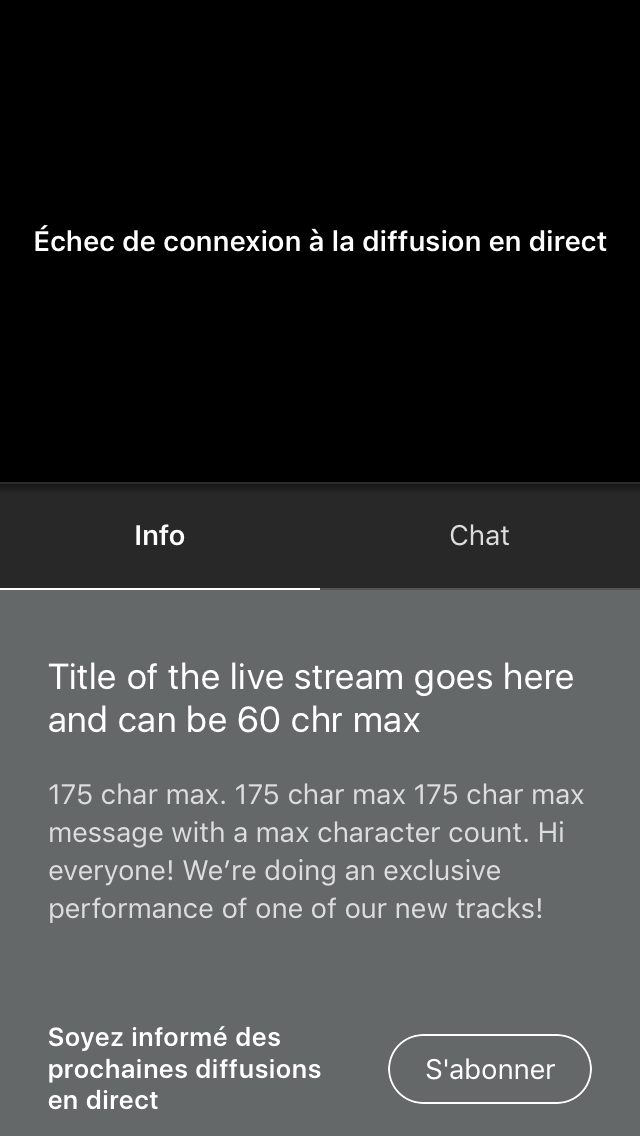 Échec de connexion à la diffusion en direct
Info
Chat
Title of the live stream goes here
and can be 60 chr max
175 char max. 175 char max 175 char max
message with a max character count. Hi
everyone! We’re doing an exclusive
performance of one of our new tracks!
Soyez informé des
prochaines diffusions
en direct
S'abonner